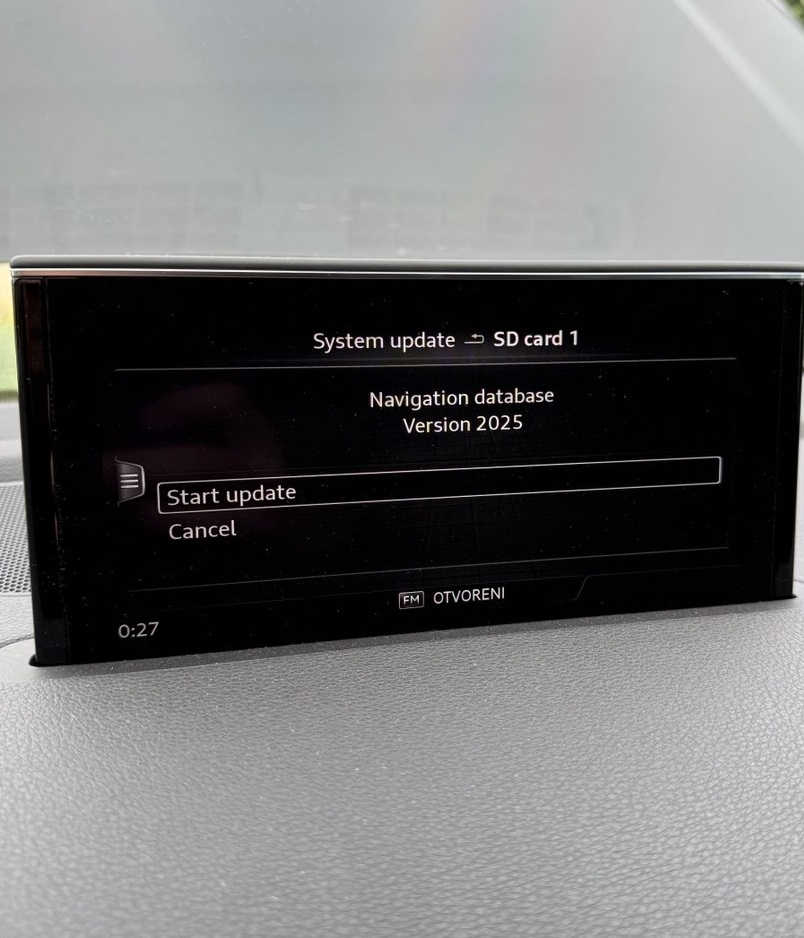 System update SD card 1
Navigation database
Version 2025
Start update
Cancel
FM OTVORENI
0:27